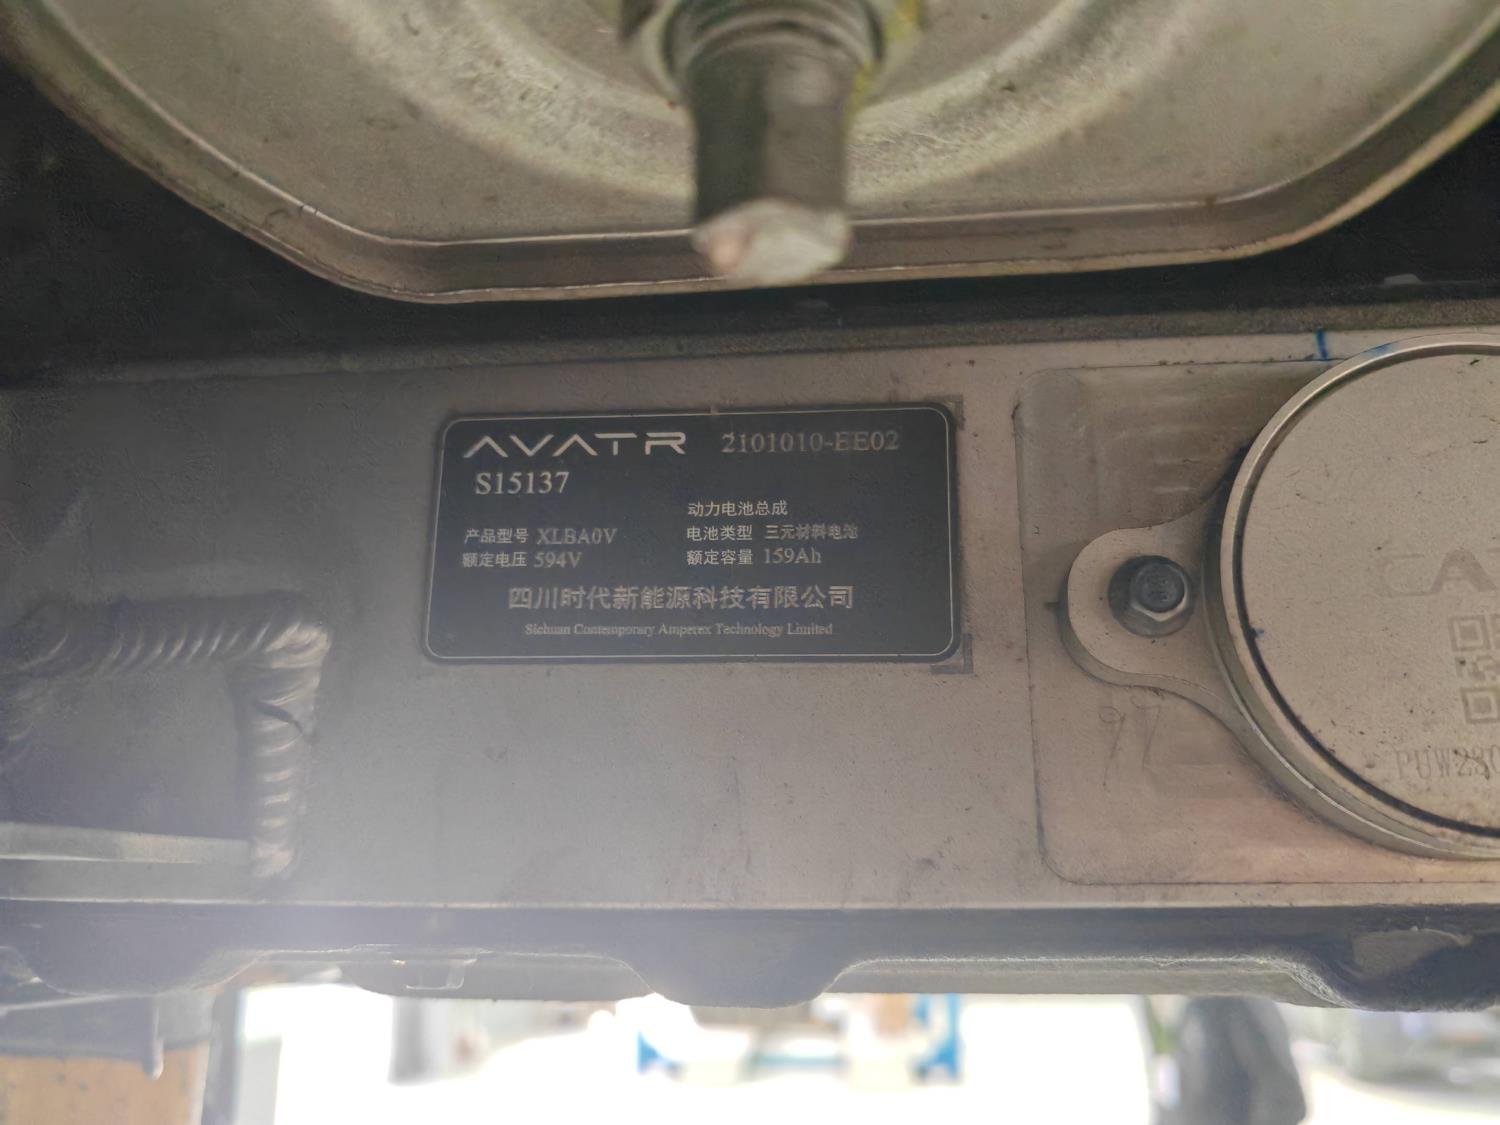 AVATR 2101010-EE02
S15137
动力电池总成
产品型号 XLBA0V 电池类型 三元材料电池
额定电压 594V 额定容量 159Ah
四川时代新能源科技有限公司
Sichuan Contemporary Amperex Technology Limited
97
PUW230